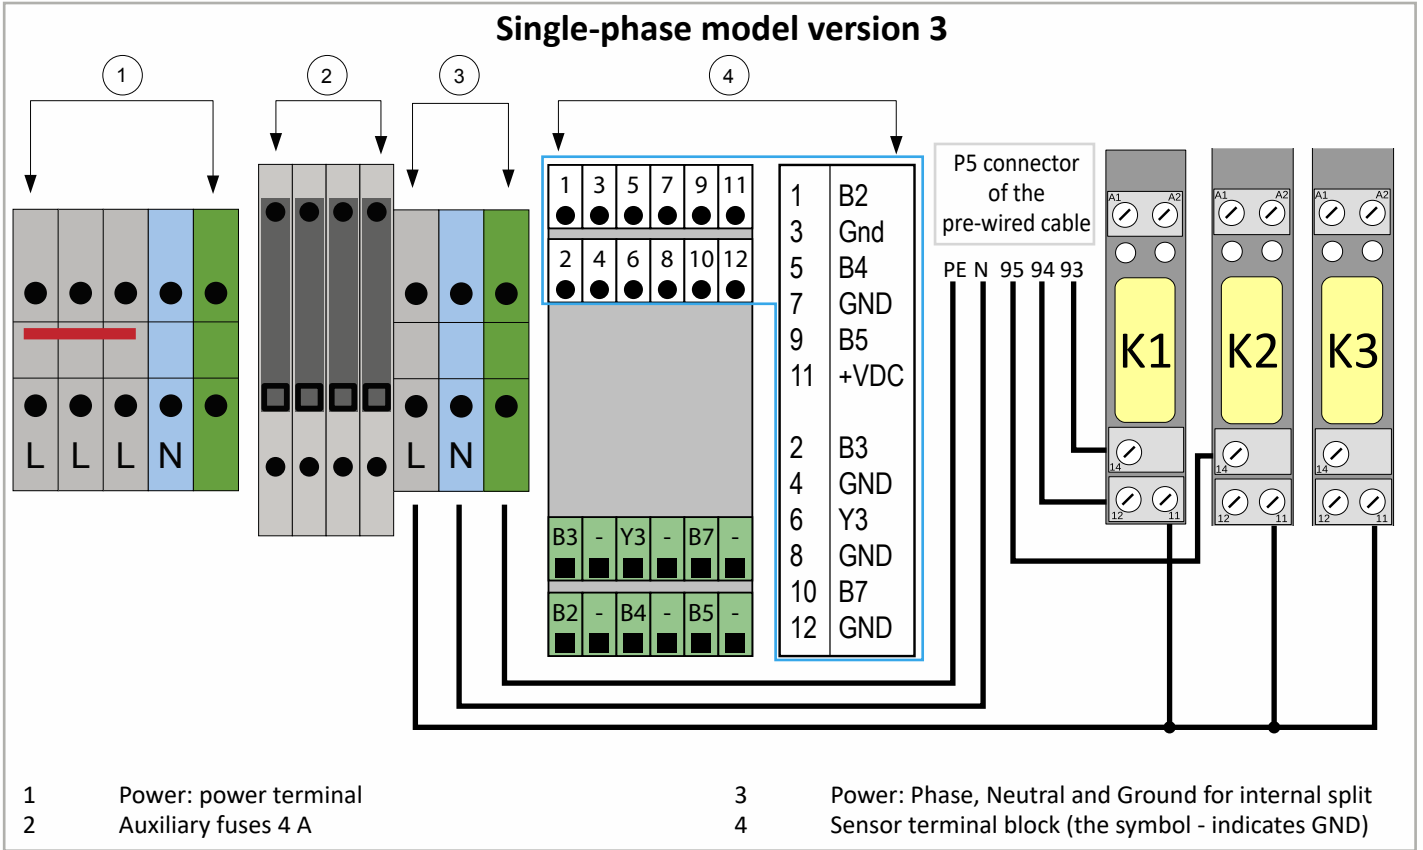 Single-phase model version 3
1 2 3 4
L L L N
L N
1 3 5 7 9 11
2 4 6 8 10 12
B3 - Y3 - B7 -
B2 - B4 - B5 -
1 B2
3 Gnd
5 B4
7 GND
9 B5
11 +VDC
2 B3
4 GND
6 Y3
8 GND
10 B7
12 GND
P5 connector
of the
pre-wired cable
PE N 95 94 93
A1 A2
K1
14
12 11
A1 A2
K2
14
12 11
A1 A2
K3
14
12 11
1 Power: power terminal
2 Auxiliary fuses 4 A
3 Power: Phase, Neutral and Ground for internal split
4 Sensor terminal block (the symbol - indicates GND)